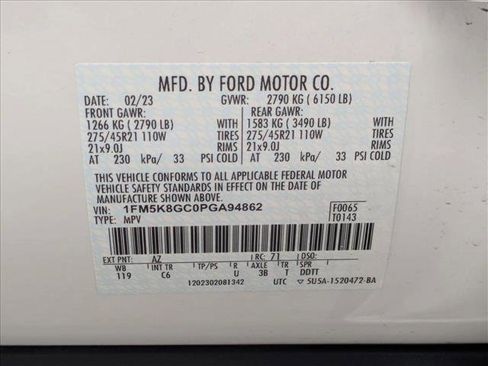 MFD. BY FORD MOTOR CO.
DATE: 02/23 GVWR: 2790 KG ( 6150 LB)
FRONT GAWR: REAR GAWR:
1266 KG ( 2790 LB) WITH 1583 KG ( 3490 LB) WITH
275/45R21 110W TIRES 275/45R21 110W TIRES
21x9.0J RIMS 21x9.0J RIMS
AT 230 kPa/ 33 PSI COLD AT 230 kPa/ 33 PSI COLD
THIS VEHICLE CONFORMS TO ALL APPLICABLE FEDERAL MOTOR
VEHICLE SAFETY STANDARDS IN EFFECT ON THE DATE OF
MANUFACTURE SHOWN ABOVE.
VIN: 1FM5K8GC0PGA94862 F0065
TYPE: MPV T0143
EXT PNT: AZ RC: 71 DSO:
WB INT TR TP/PS R AXLE TR SPR
119 C6 U 3B T DDTT
1202302081342 UTC 5U5A-1520472-BA